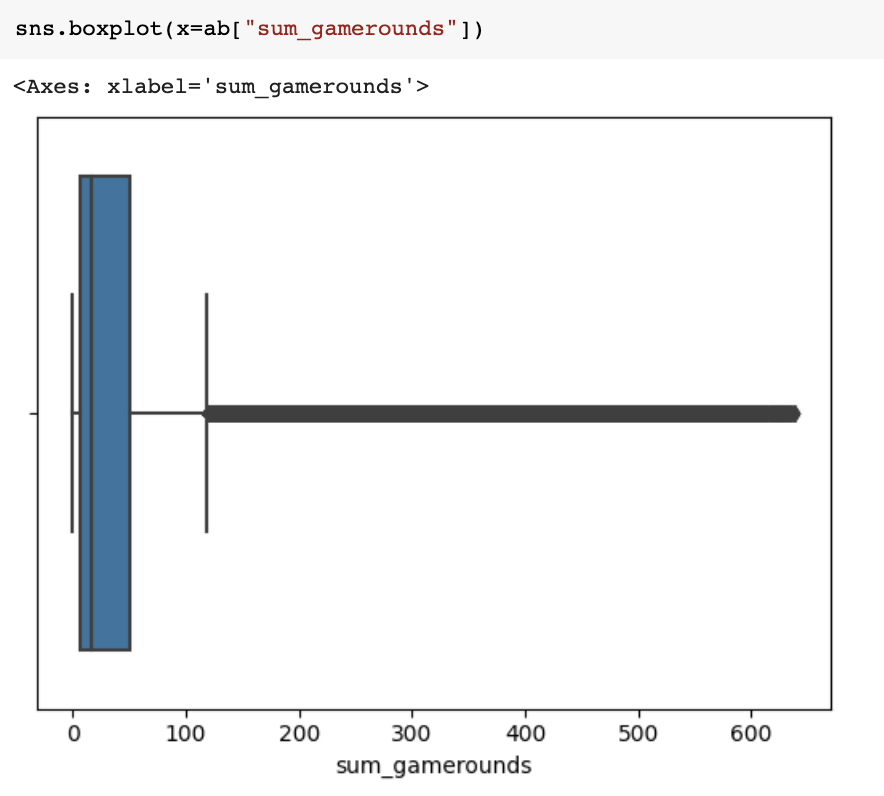 sns.boxplot(x=ab["sum_gamerounds"])
<Axes: xlabel='sum_gamerounds'>
0 100 200 300 400 500 600
sum_gamerounds